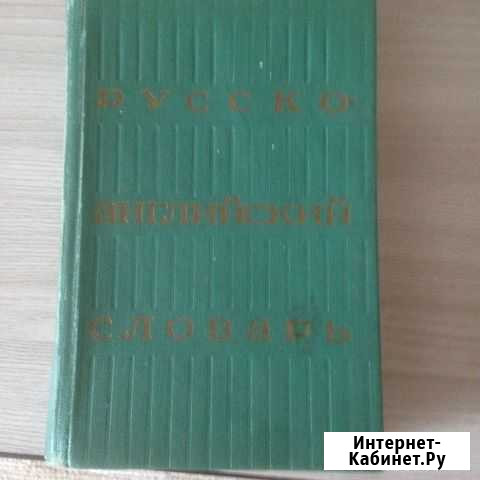 РУССКО
АНГЛИЙСКИЙ
СЛОВАРЬ
Интернет-
Кабинет.Ру